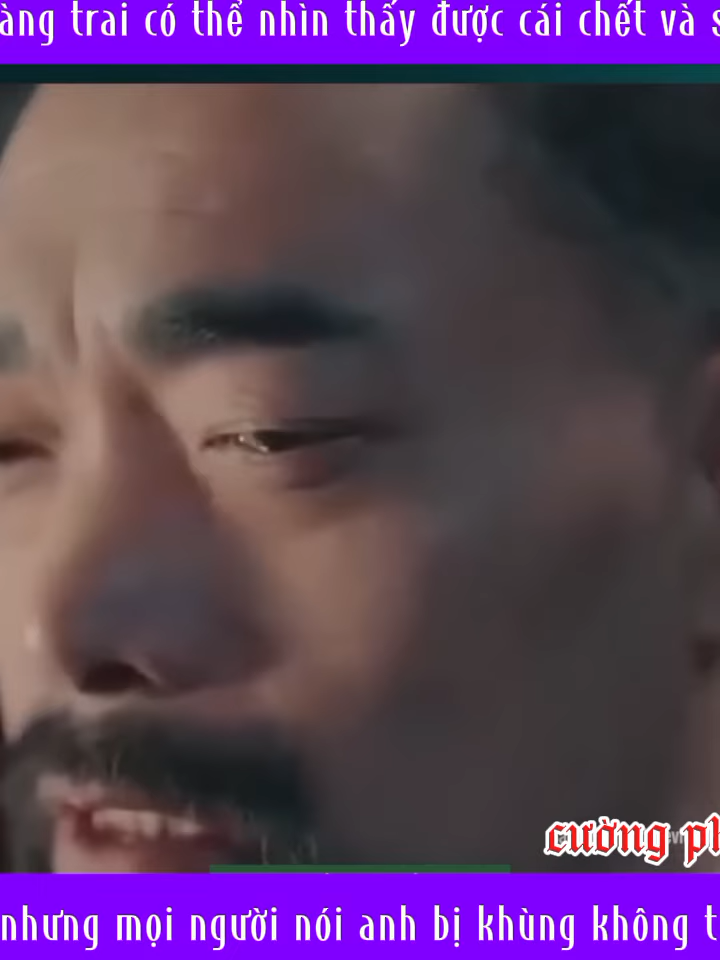 àng trai có thể nhìn thấy được cái chết và s
cường ph
nhưng mọi người nói anh bị khùng không t